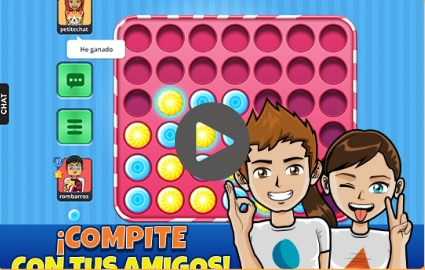 petitechat
He ganado
CHAT
rombarros
¡COMPITE
CON TUS AMIGOS!